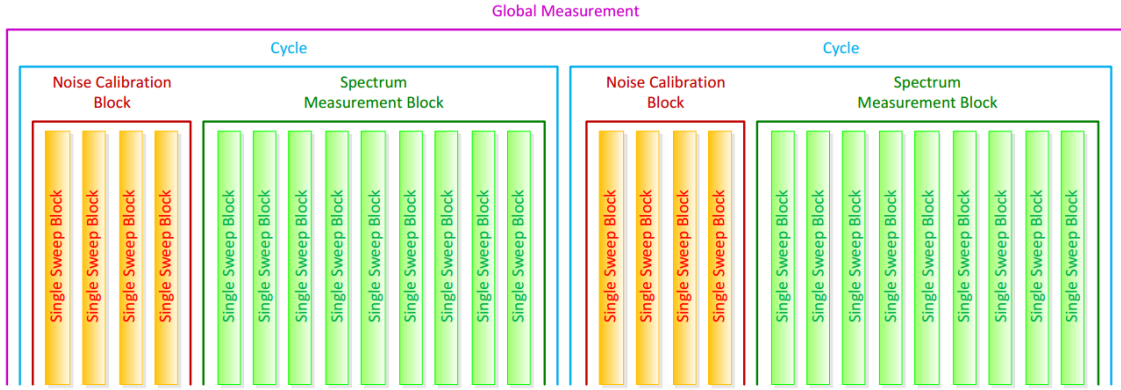 Global Measurement
Cycle
Noise Calibration
Block
Spectrum
Measurement Block
Single Sweep Block
Single Sweep Block
Single Sweep Block
Single Sweep Block
Single Sweep Block
Single Sweep Block
Single Sweep Block
Single Sweep Block
Single Sweep Block
Single Sweep Block
Single Sweep Block
Single Sweep Block
Single Sweep Block
Cycle
Noise Calibration
Block
Spectrum
Measurement Block
Single Sweep Block
Single Sweep Block
Single Sweep Block
Single Sweep Block
Single Sweep Block
Single Sweep Block
Single Sweep Block
Single Sweep Block
Single Sweep Block
Single Sweep Block
Single Sweep Block
Single Sweep Block
Single Sweep Block